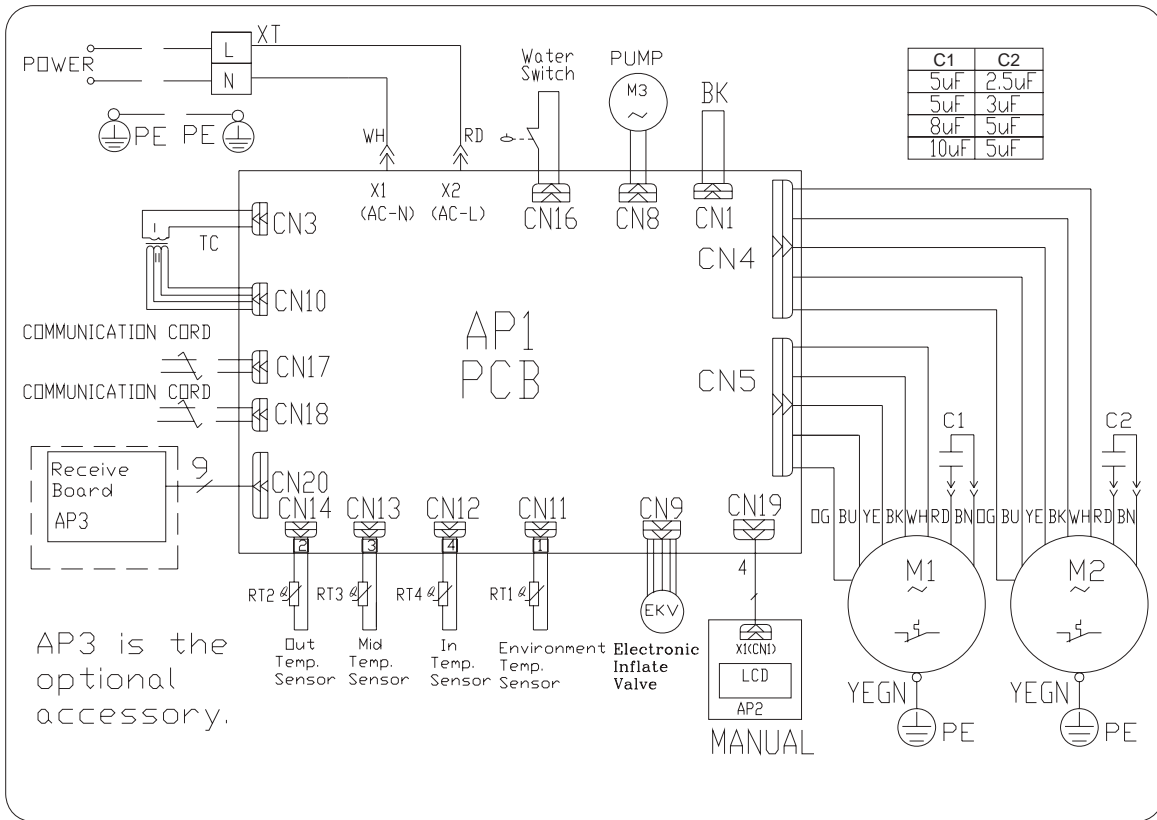 POWER
L
N
XT
PE PE
WH
RD
X1
(AC-N)
X2
(AC-L)
Water
Switch
CN16
PUMP
M3
~
CN8
BK
CN1
C1 C2
5uF 2.5uF
5uF 3uF
8uF 5uF
10uF 5uF
CN3
I
TC
II
CN10
COMMUNICATION CORD
CN17
COMMUNICATION CORD
CN18
Receive
Board
AP3
9
CN20
AP1
PCB
CN4
CN5
CN14
CN13
CN12
CN11
CN9
CN19
2
3
4
1
RT2
RT3
RT4
RT1
EKV
4
Out
Temp.
Sensor
Mid
Temp.
Sensor
In
Temp.
Sensor
Environment
Temp.
Sensor
Electronic
Inflate
Valve
X1(CN1)
LCD
AP2
MANUAL
C1
C2
OG BU YE BK WH RD BN OG BU YE BK WH RD BN
M1
~
M2
~
YEGN
PE
YEGN
PE
AP3 is the
optional
accessory.